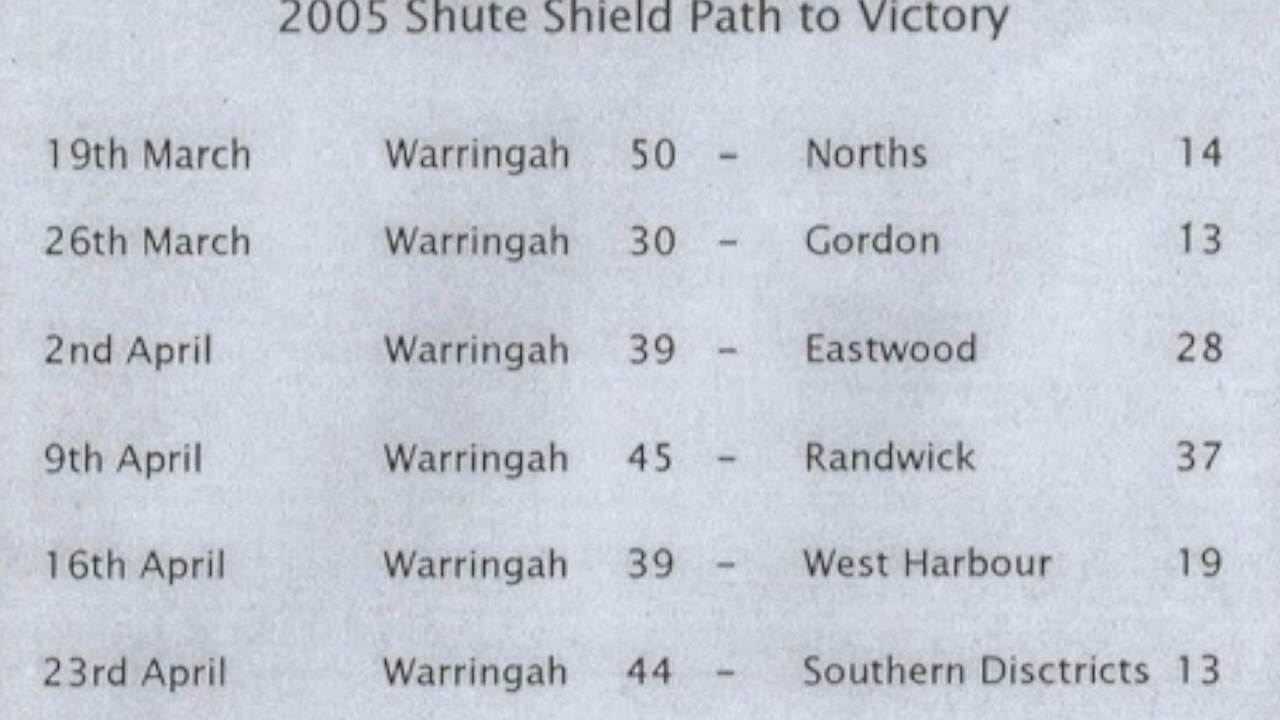 2005 Shute Shield Path to Victory
19th March Warringah 50 – Norths 14
26th March Warringah 30 – Gordon 13
2nd April Warringah 39 – Eastwood 28
9th April Warringah 45 – Randwick 37
16th April Warringah 39 – West Harbour 19
23rd April Warringah 44 – Southern Disctricts 13